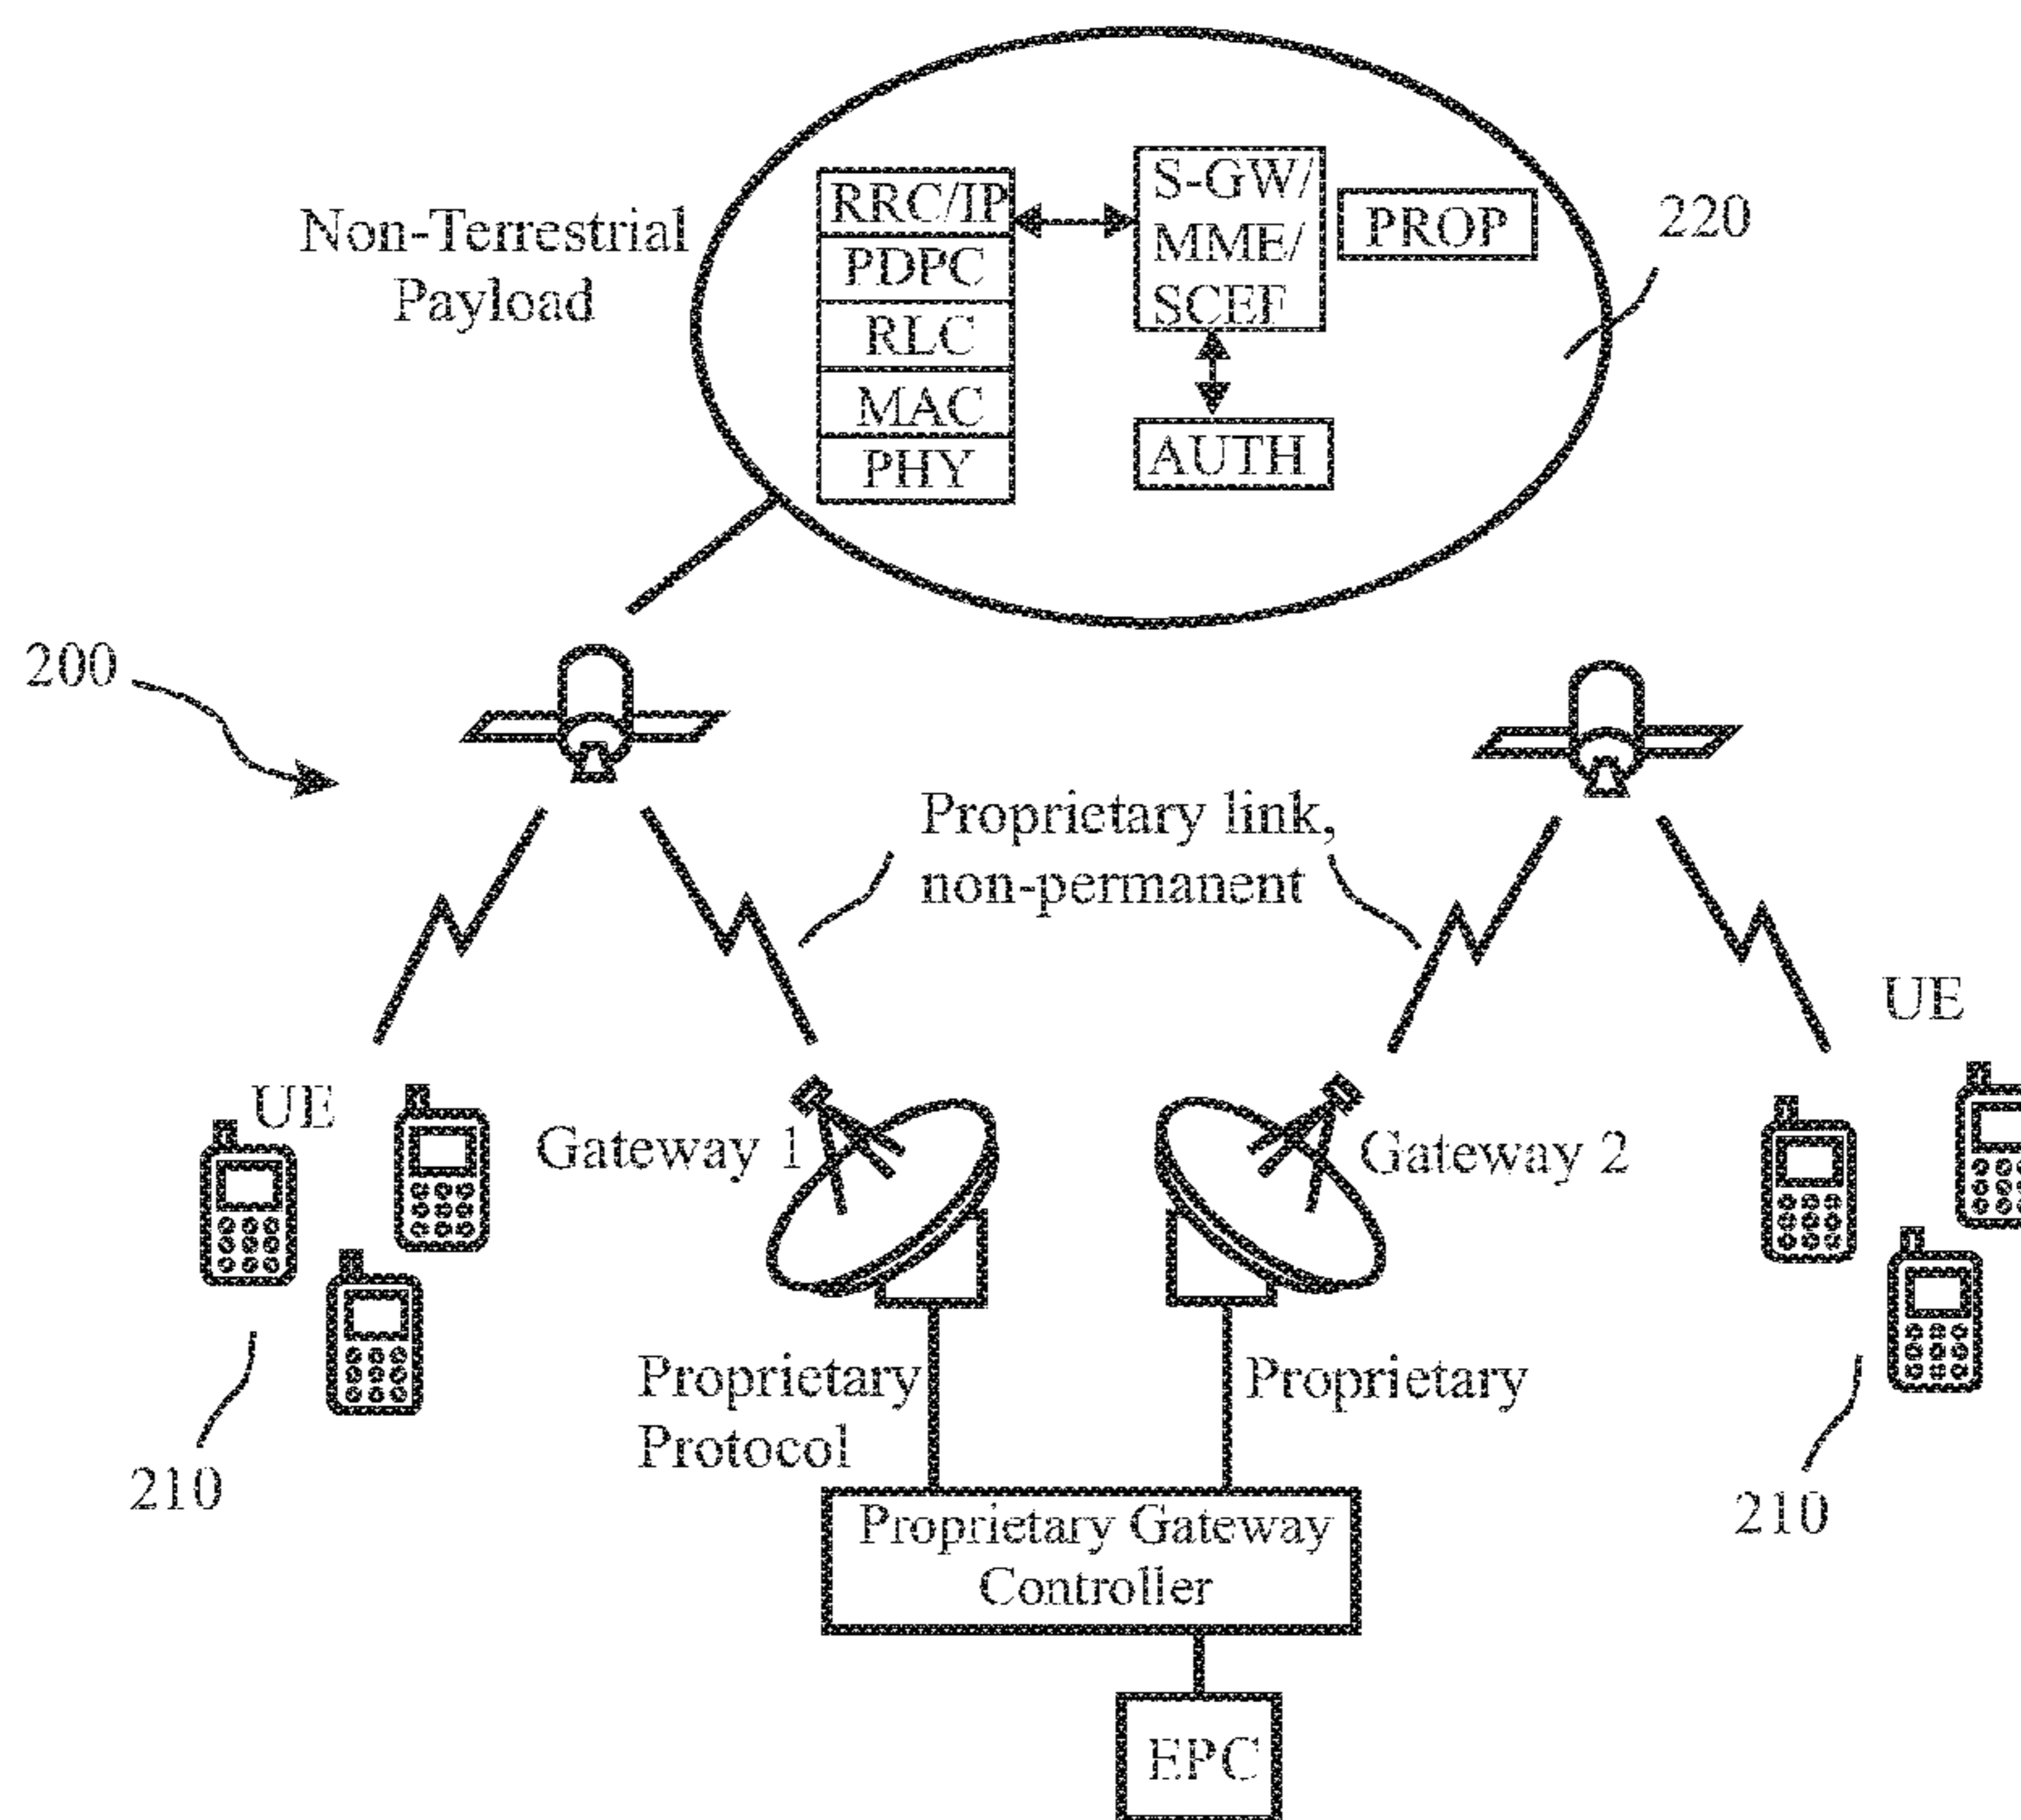 Non-Terrestrial
Payload
RRC/IP
PDPC
RLC
MAC
PHY
S-GW/
MME/
SCEF
AUTH
PROP
220
200
Proprietary link,
non-permanent
UE
UE
Gateway 1
Gateway 2
210
210
Proprietary
Protocol
Proprietary
Proprietary Gateway
Controller
EPC